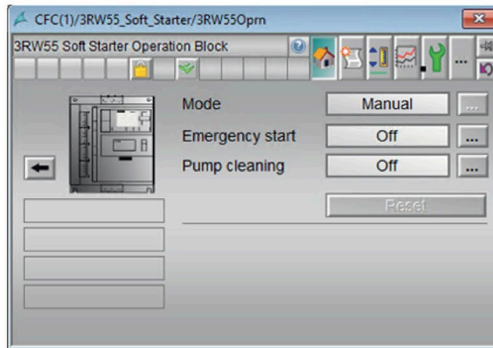 CFC(1)/3RW55_Soft_Starter/3RW55Oprn
3RW55 Soft Starter Operation Block
...
Mode Manual ...
Emergency start Off ...
Pump cleaning Off ...
Reset